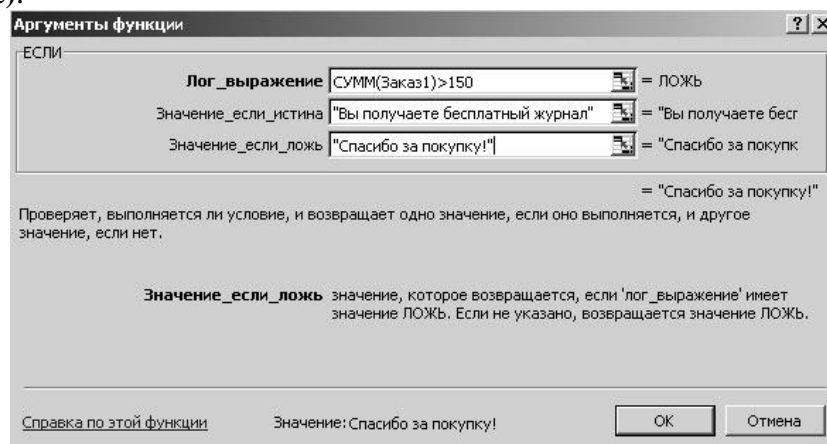 Аргументы функции
ЕСЛИ
Лог_выражение СУММ(Заказ1)>150 = ЛОЖЬ
Значение_если_истина "Вы получаете бесплатный журнал" = "Вы получаете бесг
Значение_если_ложь "Спасибо за покупку!" = "Спасибо за покупк
= "Спасибо за покупку!"
Проверяет, выполняется ли условие, и возвращает одно значение, если оно выполняется, и другое
значение, если нет.
Значение_если_ложь значение, которое возвращается, если 'лог_выражение' имеет
значение ЛОЖЬ. Если не указано, возвращается значение ЛОЖЬ.
Справка по этой функции Значение: Спасибо за покупку! ОК Отмена